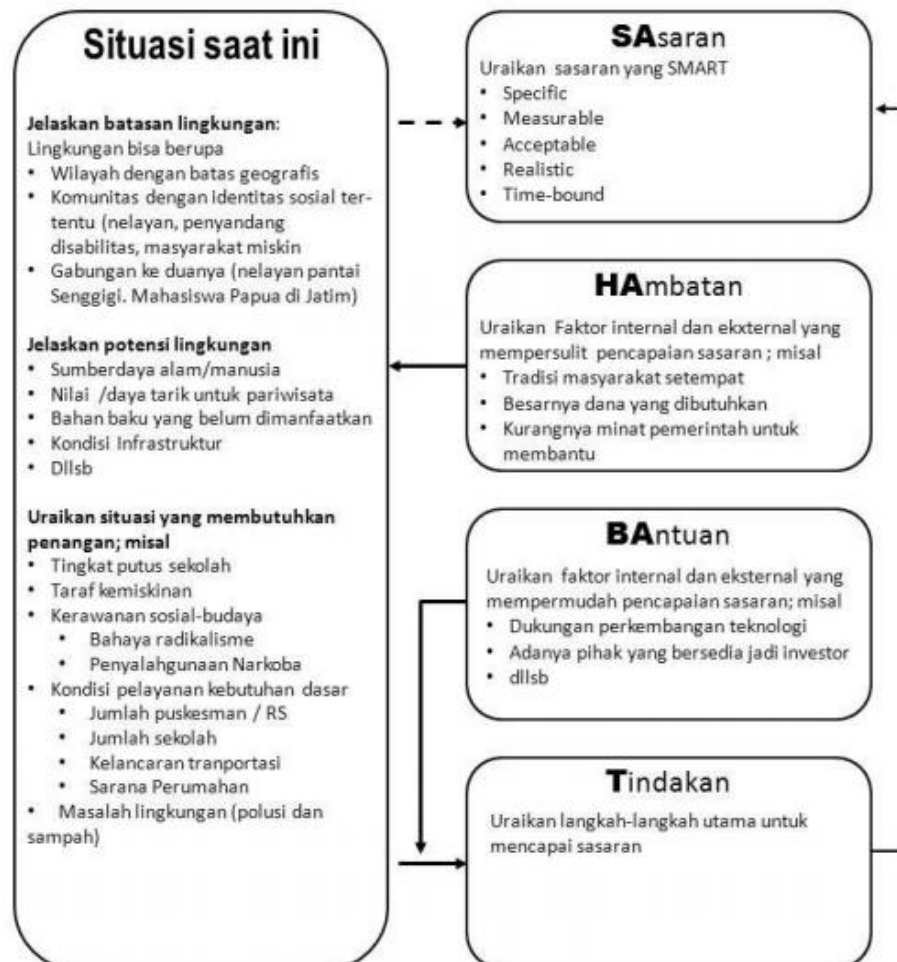 Situasi saat ini
Jelaskan batasan lingkungan:
Lingkungan bisa berupa
• Wilayah dengan batas geografis
• Komunitas dengan identitas sosial ter-
tentu (nelayan, penyandang
disabilitas, masyarakat miskin
• Gabungan ke duanya (nelayan pantai
Senggigi. Mahasiswa Papua di Jatim)
Jelaskan potensi lingkungan
• Sumberdaya alam/manusia
• Nilai /daya tarik untuk pariwisata
• Bahan baku yang belum dimanfaatkan
• Kondisi Infrastruktur
• Dllsb
Uraikan situasi yang membutuhkan
penangan; misal
• Tingkat putus sekolah
• Taraf kemiskinan
• Kerawanan sosial-budaya
• Bahaya radikalisme
• Penyalahgunaan Narkoba
• Kondisi pelayanan kebutuhan dasar
• Jumlah puskesman / RS
• Jumlah sekolah
• Kelancaran tranportasi
• Sarana Perumahan
• Masalah lingkungan (polusi dan
sampah)
SAsaran
Uraikan sasaran yang SMART
• Specific
• Measurable
• Acceptable
• Realistic
• Time-bound
HAmbatan
Uraikan Faktor internal dan ekxternal yang
mempersulit pencapaian sasaran ; misal
• Tradisi masyarakat setempat
• Besarnya dana yang dibutuhkan
• Kurangnya minat pemerintah untuk
membantu
BAntuan
Uraikan faktor internal dan eksternal yang
mempermudah pencapaian sasaran; misal
• Dukungan perkembangan teknologi
• Adanya pihak yang bersedia jadi investor
• dllsb
Tindakan
Uraikan langkah-langkah utama untuk
mencapai sasaran